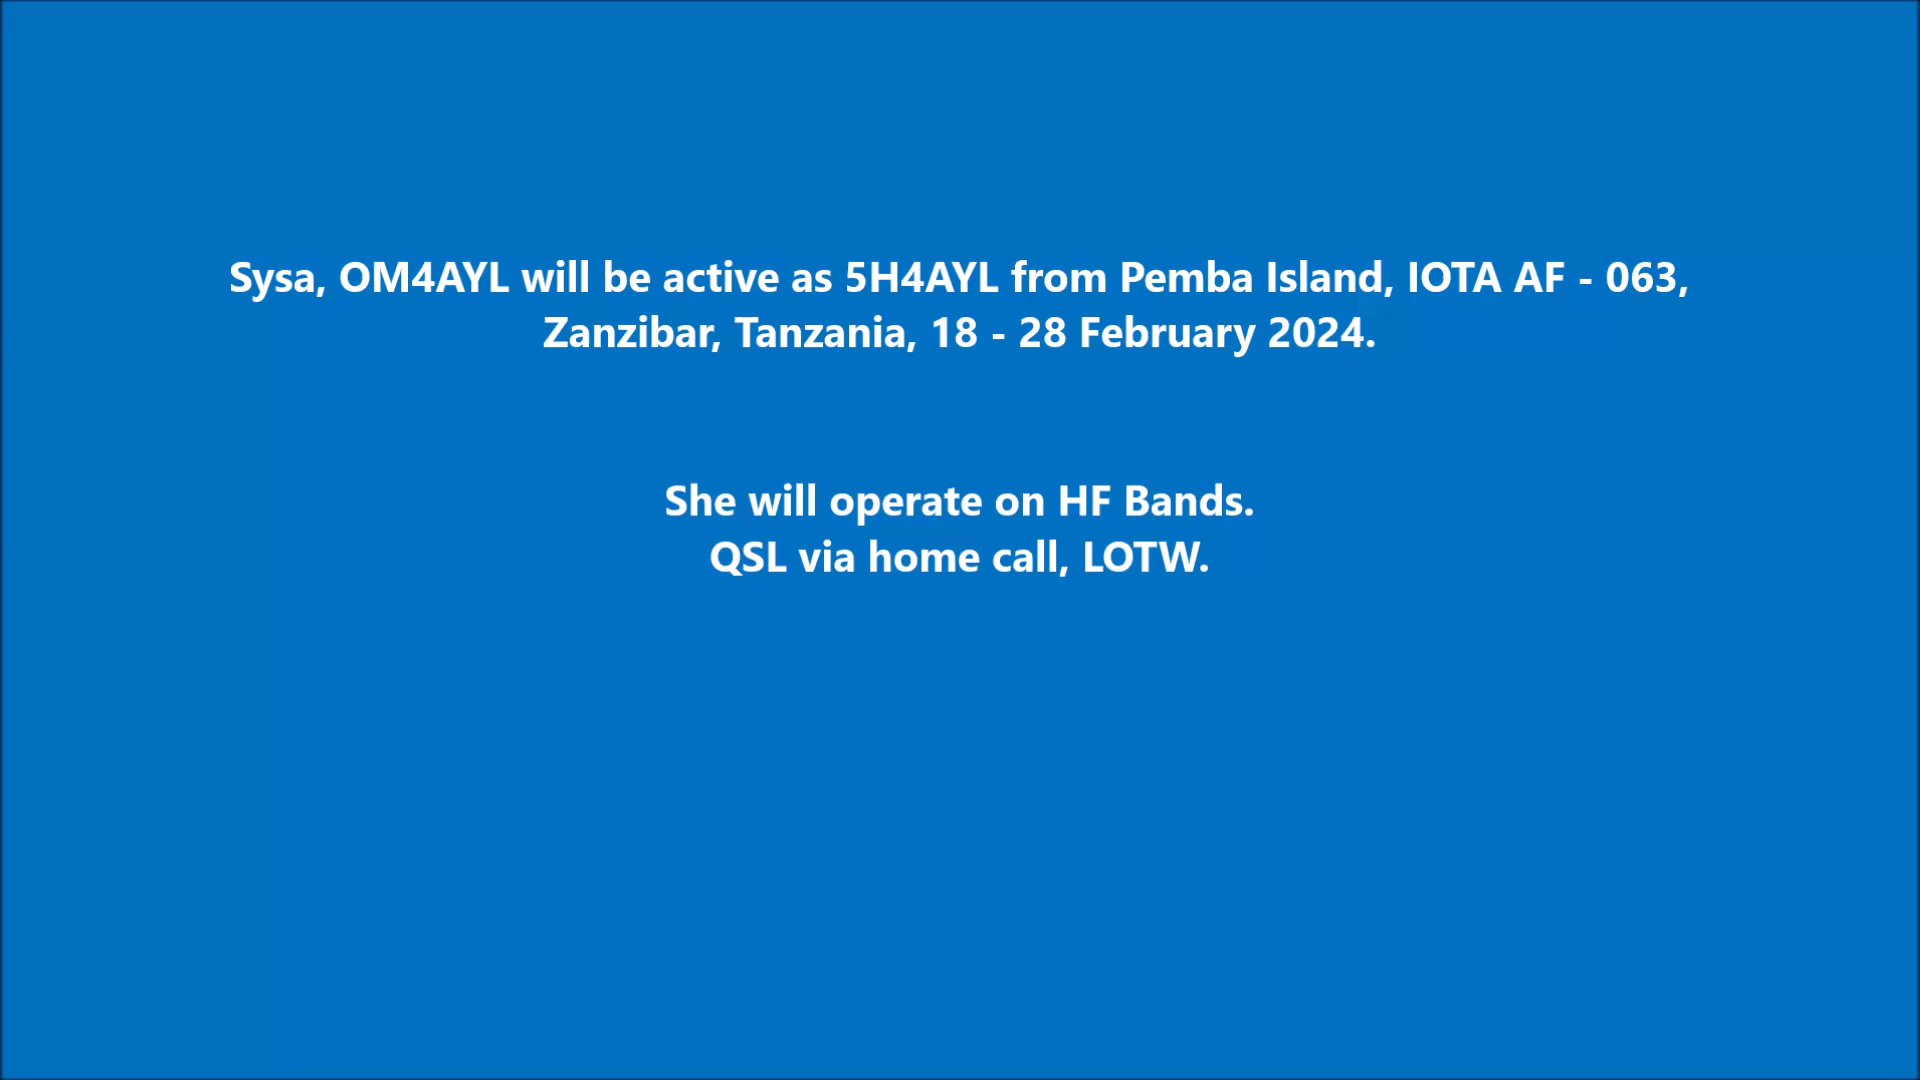 Sysa, OM4AYL will be active as 5H4AYL from Pemba Island, IOTA AF - 063,
Zanzibar, Tanzania, 18 - 28 February 2024.
She will operate on HF Bands.
QSL via home call, LOTW.